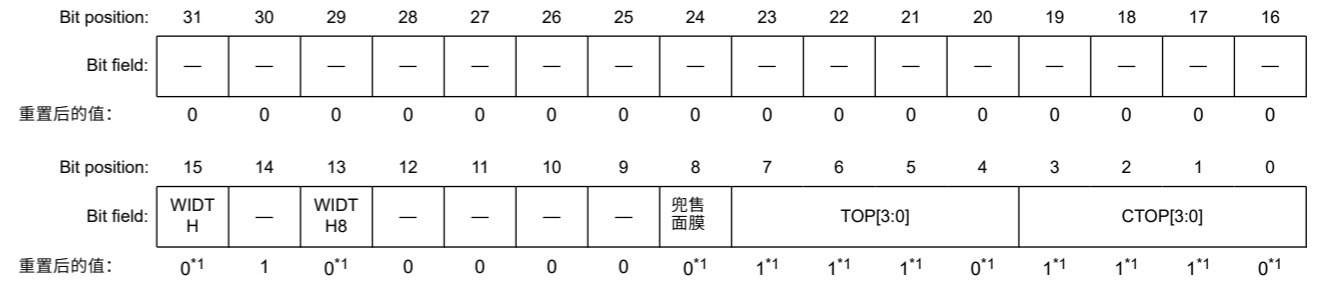 Bit position: 31 30 29 28 27 26 25 24 23 22 21 20 19 18 17 16
Bit field: — — — — — — — — — — — — — — — —
重置后的值： 0 0 0 0 0 0 0 0 0 0 0 0 0 0 0 0
Bit position: 15 14 13 12 11 10 9 8 7 6 5 4 3 2 1 0
Bit field: WIDT
H — WIDT
H8 — — — — 兜售
面膜 TOP[3:0] CTOP[3:0]
重置后的值： 0*1 1 0*1 0 0 0 0 0*1 1*1 1*1 1*1 0*1 1*1 1*1 1*1 0*1